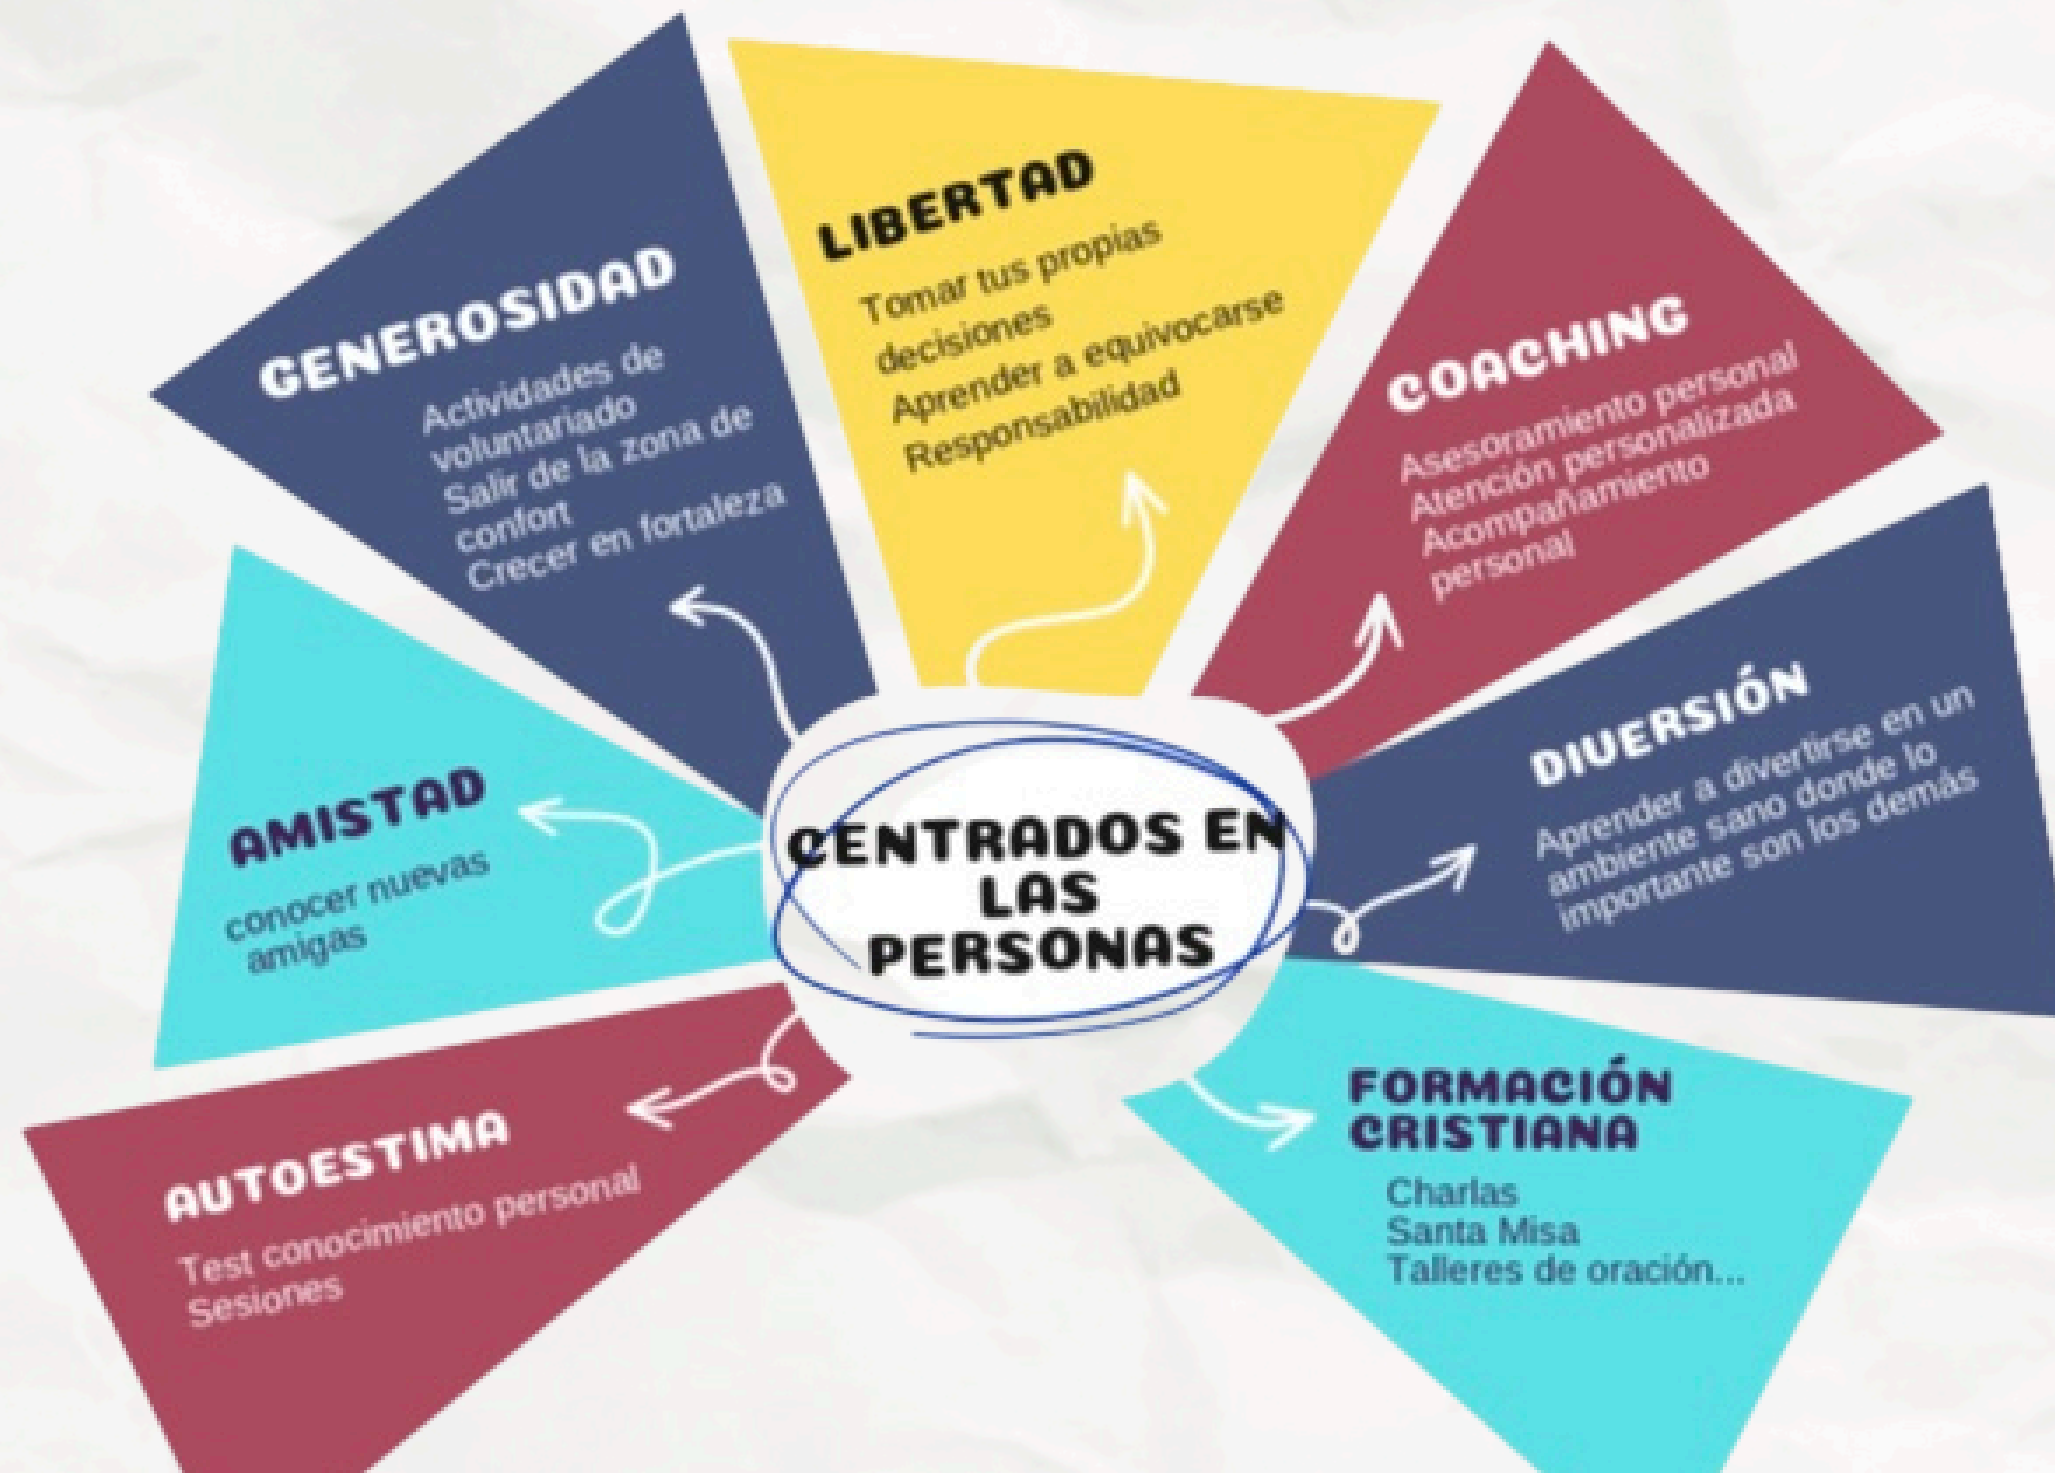 GENEROSIDAD
Actividades de
voluntariado
Salir de la zona de
confort
Crecer en fortaleza
LIBERTAD
Tomar tus propias
decisiones
Aprender a equivocarse
Responsabilidad
COACHING
Asesoramiento personal
Atención personalizada
Acompañamiento
personal
AMISTAD
conocer nuevas
amigas
CENTRADOS EN
LAS
PERSONAS
DIVERSIÓN
Aprender a divertirse en un
ambiente sano donde lo
importante son los demás
AUTOESTIMA
Test conocimiento personal
Sesiones
FORMACIÓN
CRISTIANA
Charlas
Santa Misa
Talleres de oración...